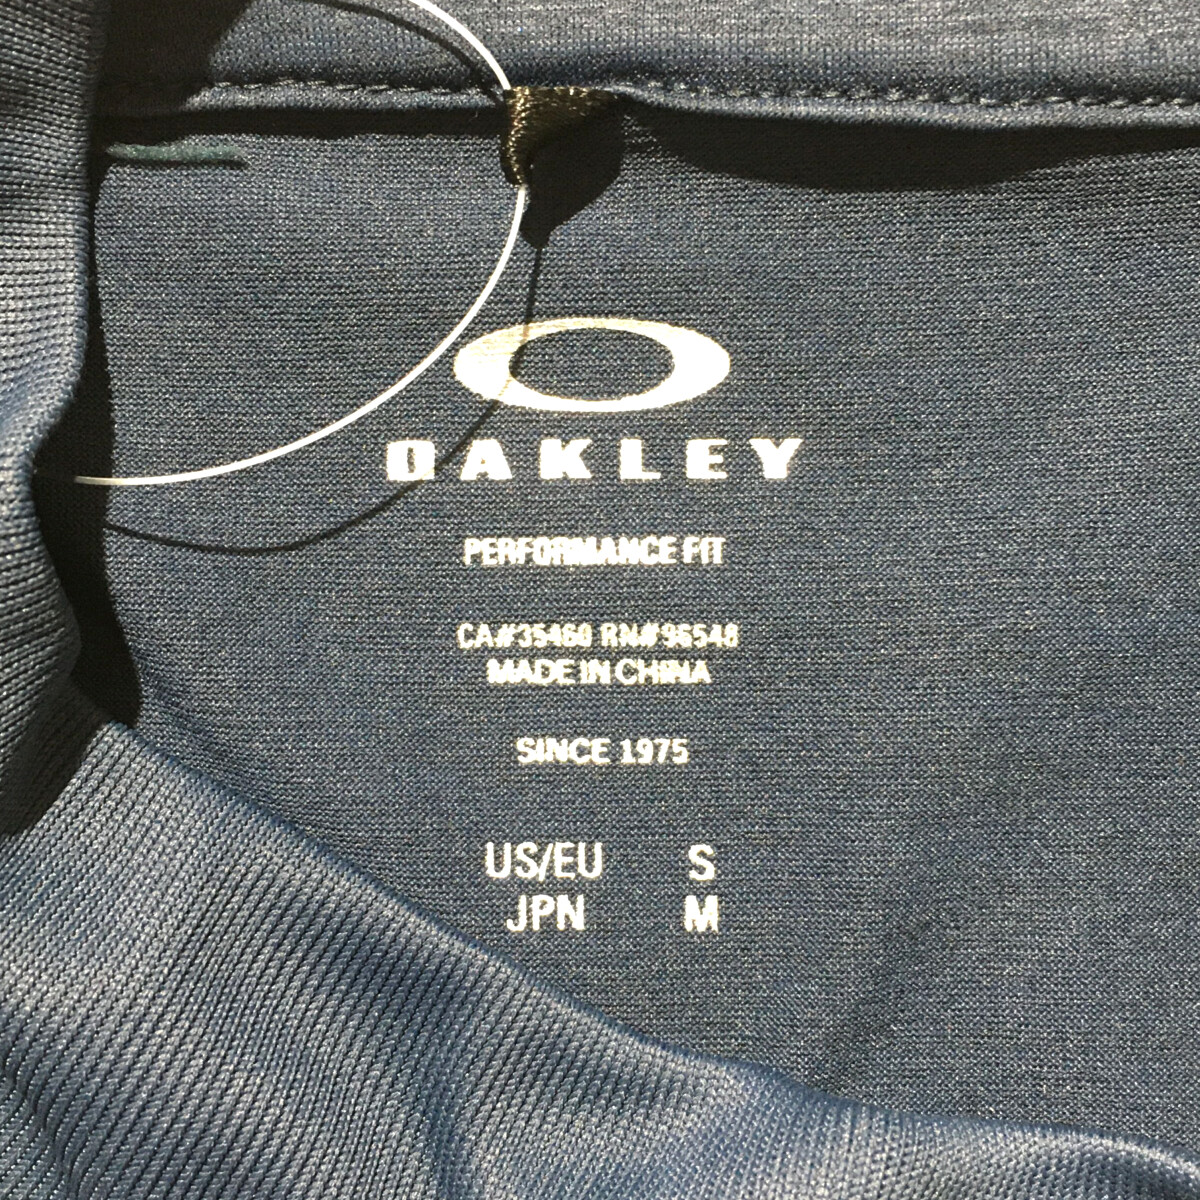 OAKLEY
PERFORMANCE FIT
CA#35460 RN#96548
MADE IN CHINA
SINCE 1975
US/EU S
JPN M